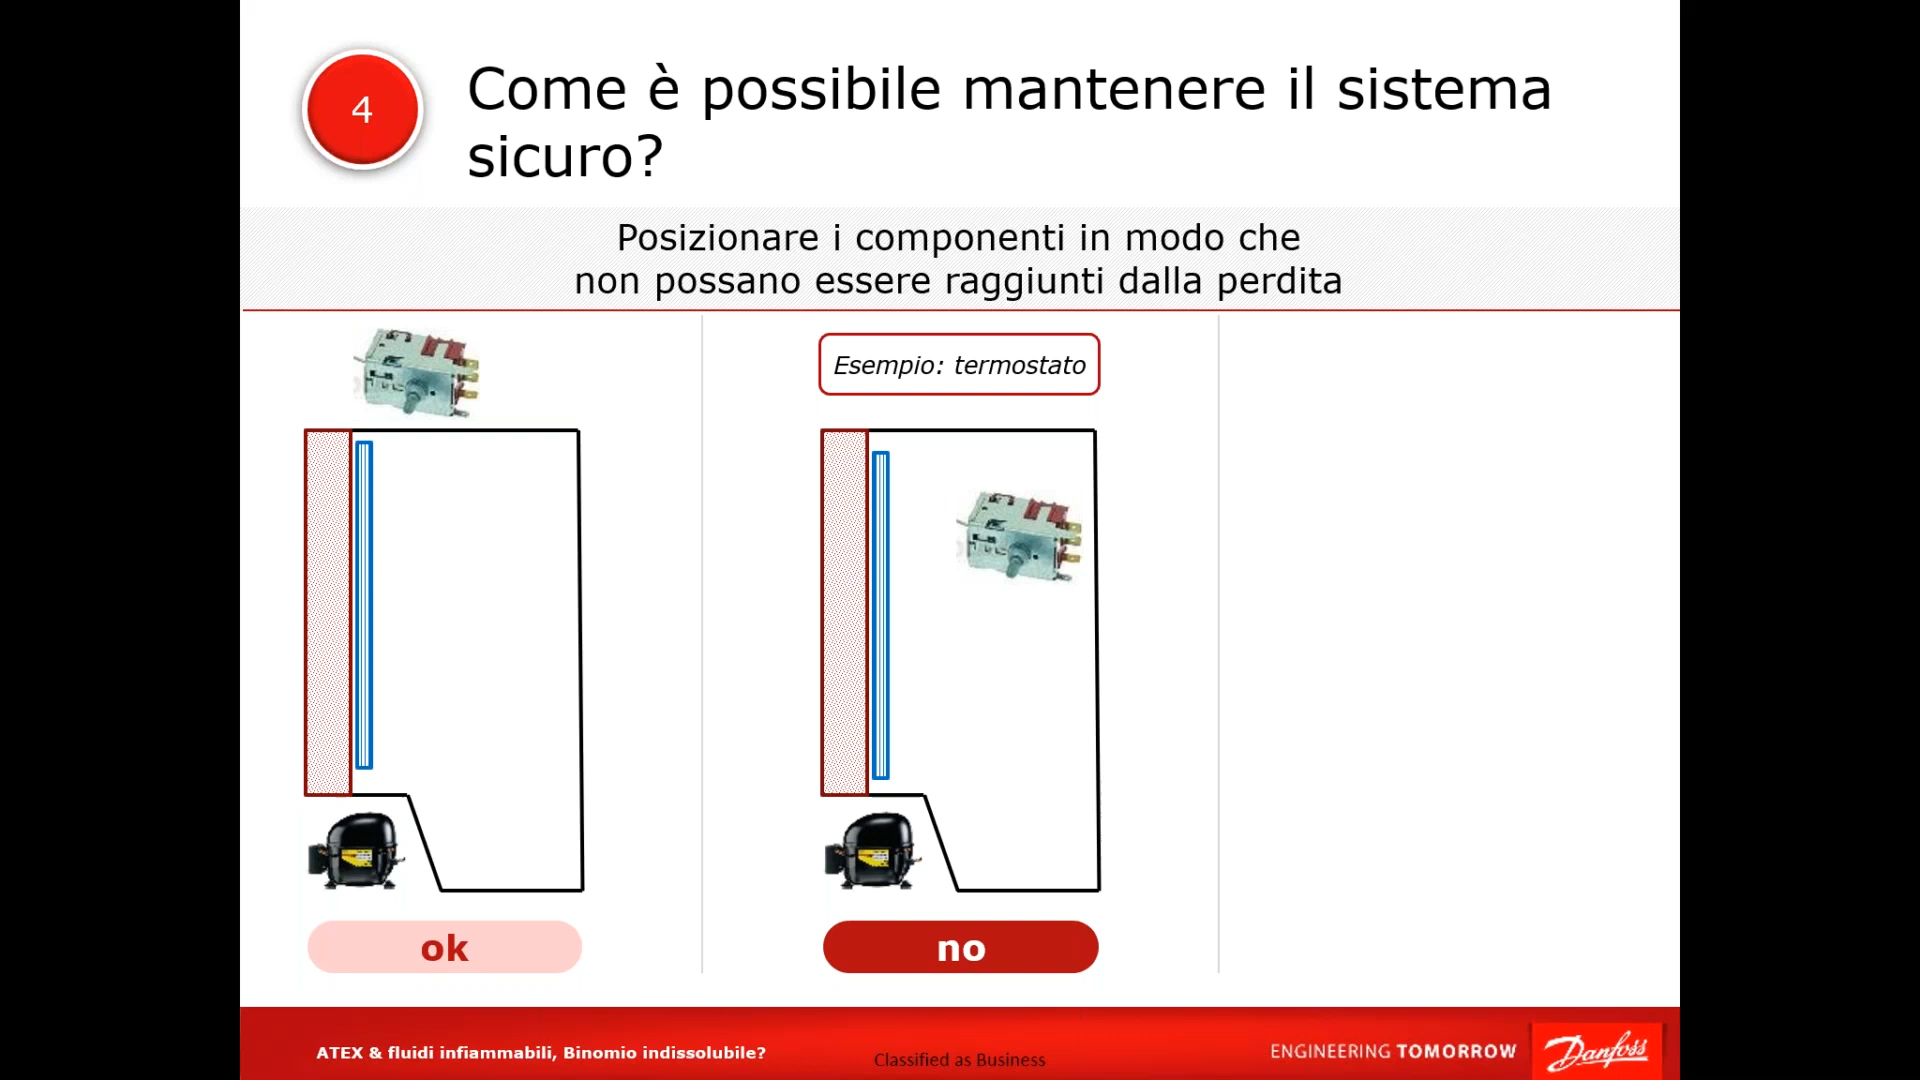 4
Come è possibile mantenere il sistema
sicuro?
Posizionare i componenti in modo che
non possano essere raggiunti dalla perdita
Esempio: termostato
ok
no
ATEX & fluidi infiammabili, Binomio indissolubile?
Classified as Business
ENGINEERING TOMORROW
Danfoss